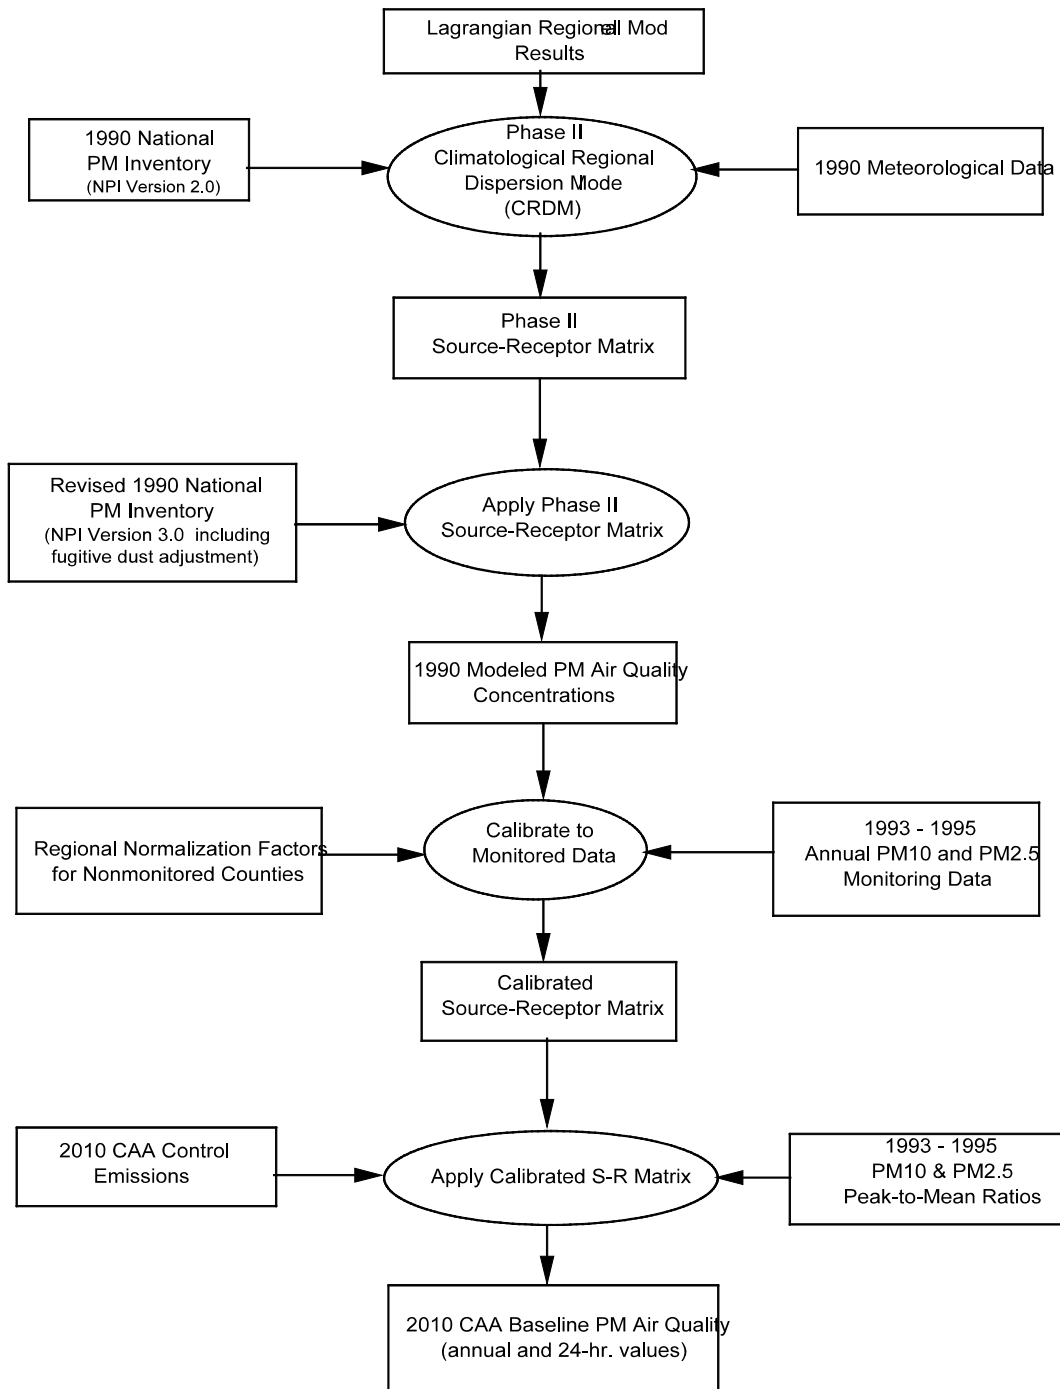 Lagrangian Regional Mod
Results
1990 National
PM Inventory
(NPI Version 2.0)
Phase II
Climatological Regional
Dispersion Mode
(CRDM)
1990 Meteorological Data
Phase II
Source-Receptor Matrix
Revised 1990 National
PM Inventory
(NPI Version 3.0 including
fugitive dust adjustment)
Apply Phase II
Source-Receptor Matrix
1990 Modeled PM Air Quality
Concentrations
Regional Normalization Factors
for Nonmonitored Counties
Calibrate to
Monitored Data
1993 - 1995
Annual PM10 and PM2.5
Monitoring Data
Calibrated
Source-Receptor Matrix
2010 CAA Control
Emissions
Apply Calibrated S-R Matrix
1993 - 1995
PM10 & PM2.5
Peak-to-Mean Ratios
2010 CAA Baseline PM Air Quality
(annual and 24-hr. values)